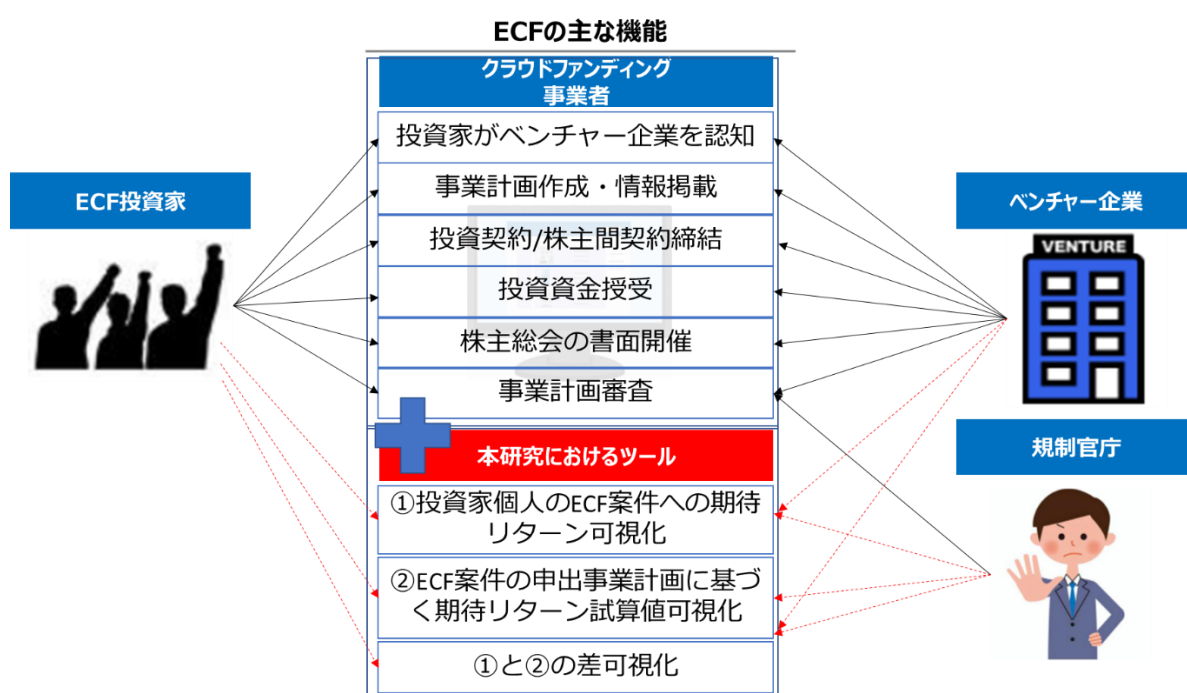 ECFの主な機能
クラウドファンディング
事業者
投資家がベンチャー企業を認知
事業計画作成・情報掲載
投資契約/株主間契約締結
投資資金授受
株主総会の書面開催
事業計画審査
ECF投資家
ベンチャー企業
VENTURE
規制官庁
本研究におけるツール
①投資家個人のECF案件への期待
リターン可視化
②ECF案件の申出事業計画に基づ
く期待リターン試算値可視化
①と②の差可視化